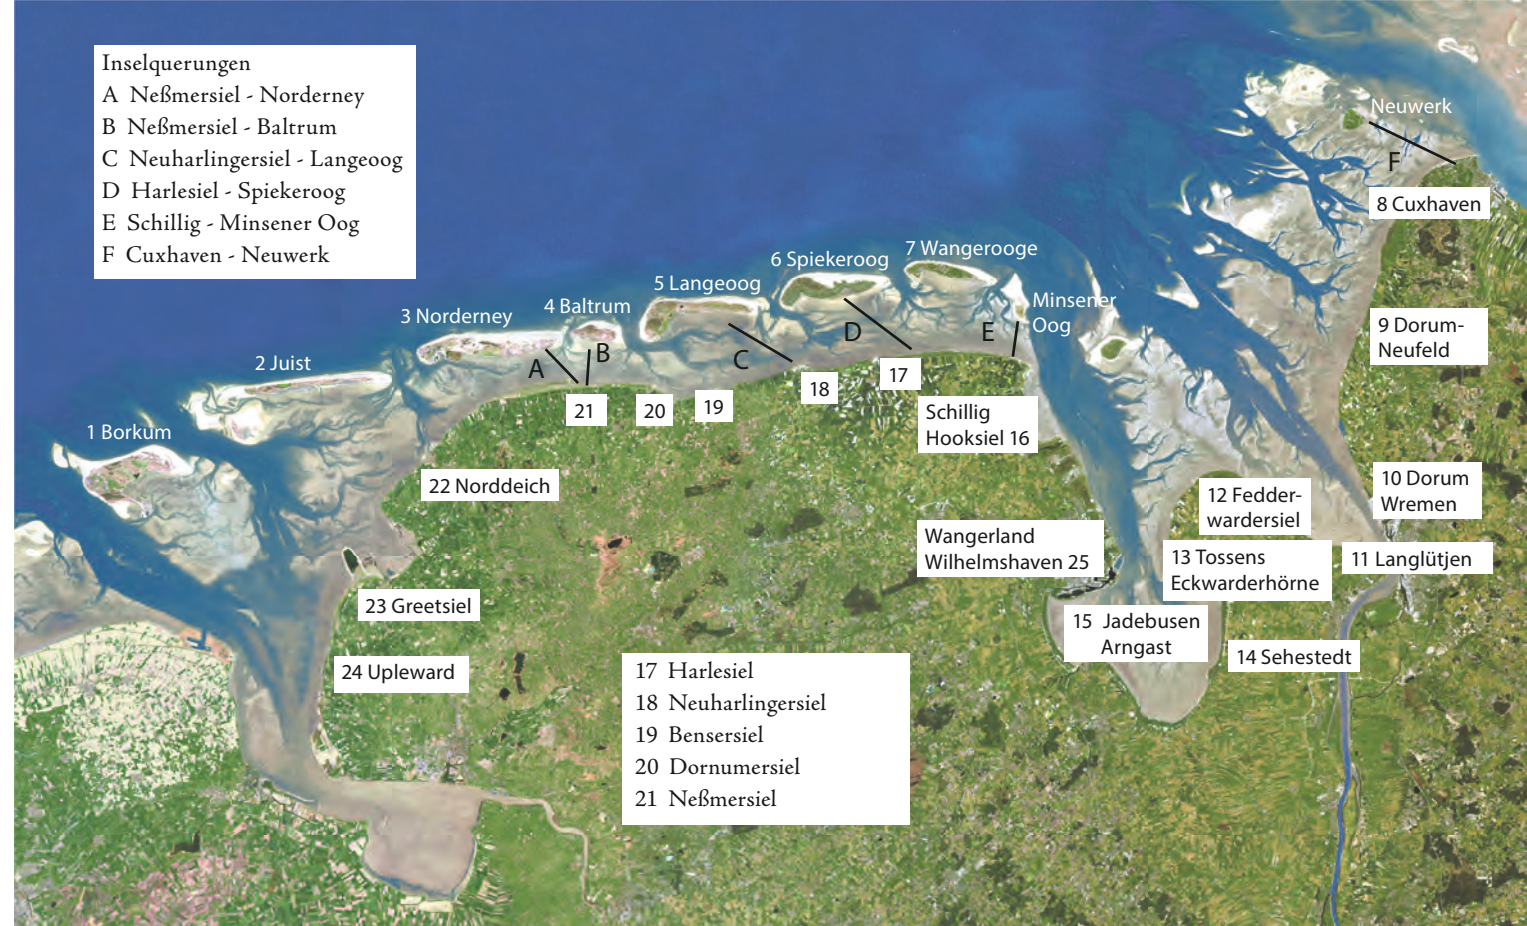 Inselquerungen
A Neßmersiel - Norderney
B Neßmersiel - Baltrum
C Neuharlingersiel - Langeoog
D Harlesiel - Spiekeroog
E Schillig - Minsener Oog
F Cuxhaven - Neuwerk
Neuwerk
F
8 Cuxhaven
7 Wangerooge
6 Spiekeroog
5 Langeoog
4 Baltrum
3 Norderney
2 Juist
1 Borkum
Minsener
Oog
A
B
C
D
E
9 Dorum-
Neufeld
21
20
19
18
17
Schillig
Hooksiel 16
22 Norddeich
10 Dorum
Wremen
12 Fedder-
wardersiel
Wangerland
Wilhelmshaven 25
13 Tossens
Eckwarderhörne
11 Langlütjen
23 Greetsiel
15 Jadebusen
Arngast
14 Sehestedt
24 Upleward
17 Harlesiel
18 Neuharlingersiel
19 Bensersiel
20 Dornumersiel
21 Neßmersiel